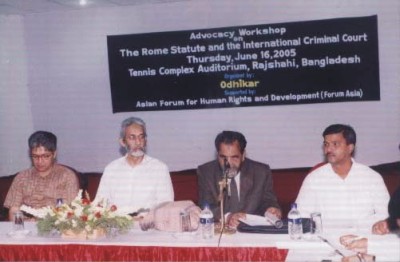 Advocacy Workshop
on
The Rome Statute and the International Criminal Court
Thursday, June 16, 2005
Tennis Complex Auditorium, Rajshahi, Bangladesh
Organised by:
Odhikar
Supported by:
Asian Forum for Human Rights and Development (Forum Asia)